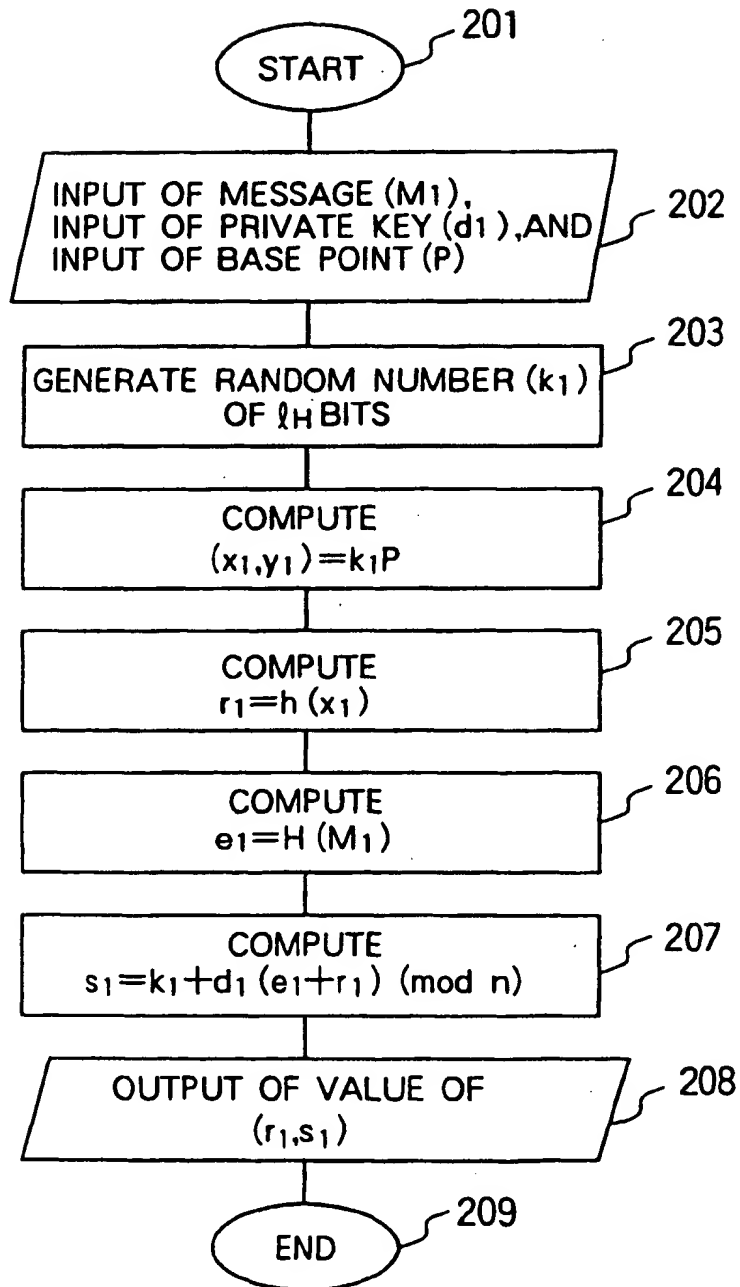 201
START
INPUT OF MESSAGE (M1),
INPUT OF PRIVATE KEY (d1), AND
INPUT OF BASE POINT (P)
202
203
GENERATE RANDOM NUMBER (k1)
OF ℓH BITS
204
COMPUTE
(x1,y1)=k1P
205
COMPUTE
r1=h(x1)
206
COMPUTE
e1=H(M1)
207
COMPUTE
s1=k1+d1(e1+r1) (mod n)
208
OUTPUT OF VALUE OF
(r1,s1)
209
END